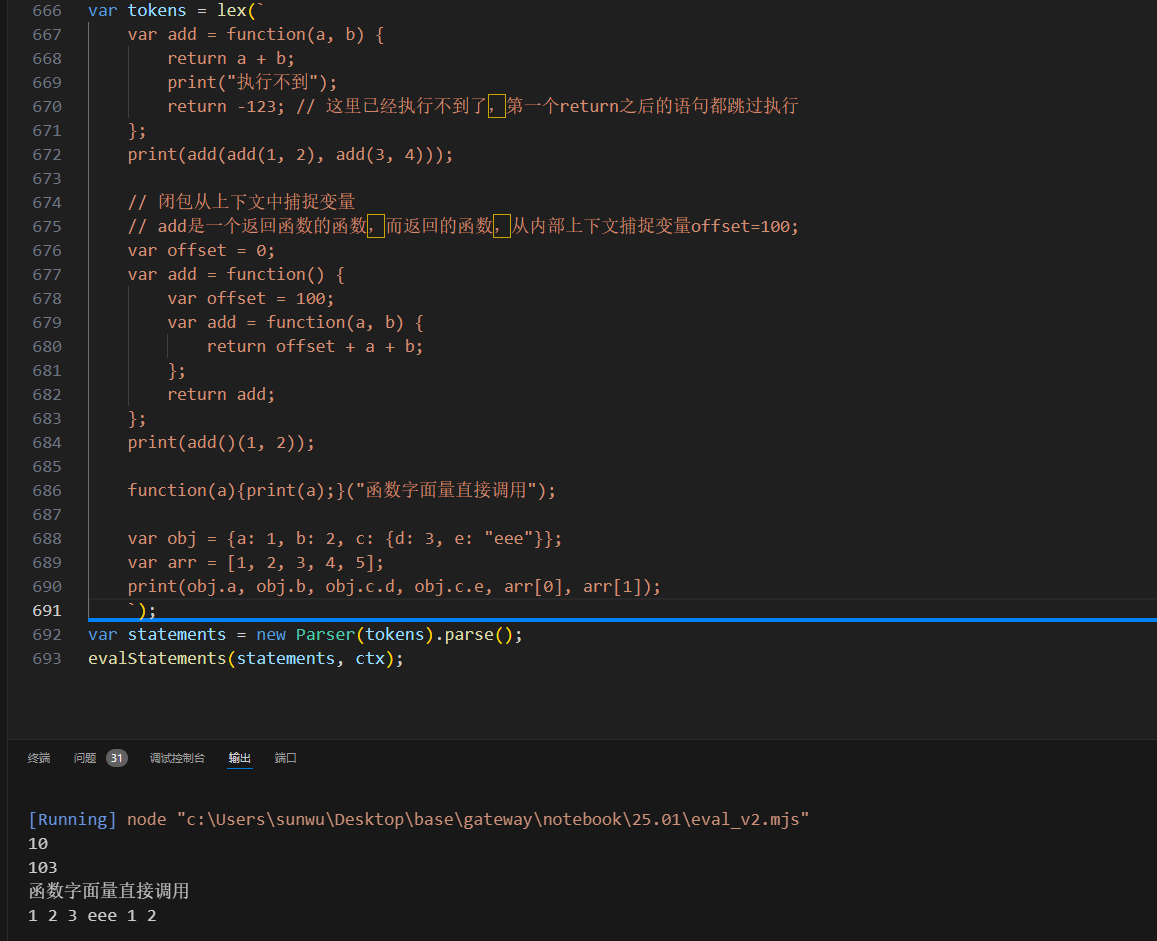 666 var tokens = lex(`
667     var add = function(a, b) {
668         return a + b;
669         print("执行不到");
670         return -123; // 这里已经执行不到了，第一个return之后的语句都跳过执行
671     };
672     print(add(add(1, 2), add(3, 4)));
673
674     // 闭包从上下文中捕捉变量
675     // add是一个返回函数的函数，而返回的函数，从内部上下文捕捉变量offset=100;
676     var offset = 0;
677     var add = function() {
678         var offset = 100;
679         var add = function(a, b) {
680             return offset + a + b;
681         };
682         return add;
683     };
684     print(add()(1, 2));
685
686     function(a){print(a);}("函数字面量直接调用");
687
688     var obj = {a: 1, b: 2, c: {d: 3, e: "eee"}};
689     var arr = [1, 2, 3, 4, 5];
690     print(obj.a, obj.b, obj.c.d, obj.c.e, arr[0], arr[1]);
691     `);
692 var statements = new Parser(tokens).parse();
693 evalStatements(statements, ctx);
终端 问题 31 调试控制台 输出 端口
[Running] node "c:\Users\sunwu\Desktop\base\gateway\notebook\25.01\eval_v2.mjs"
10
103
函数字面量直接调用
1 2 3 eee 1 2